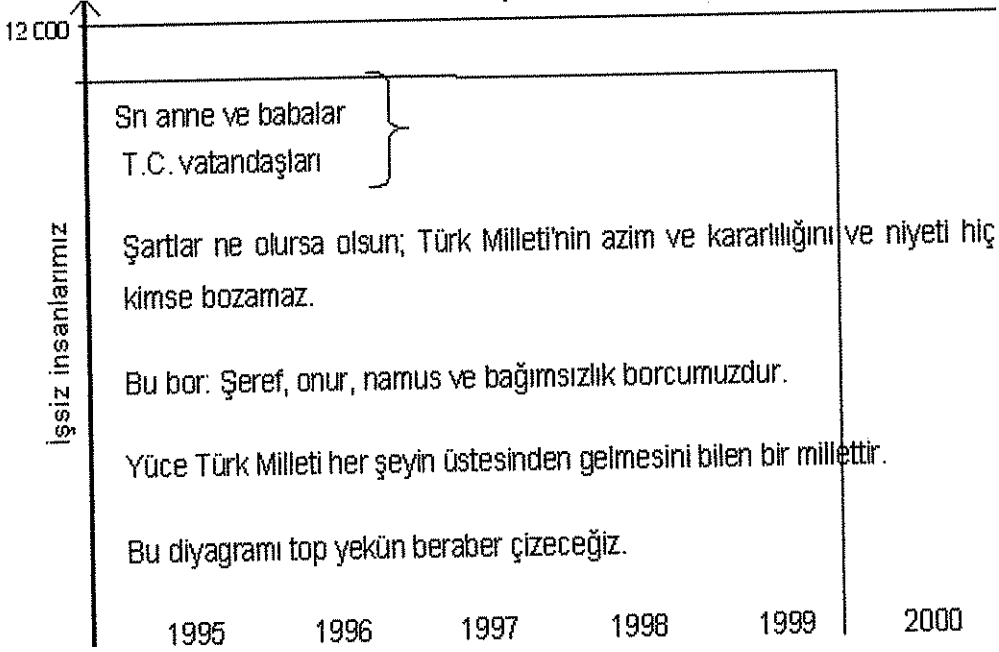 12 000
Sn anne ve babalar
T.C. vatandaşları
İşsiz insanlarımız
Şartlar ne olursa olsun; Türk Milleti'nin azim ve kararlılığını ve niyeti hiç
kimse bozamaz.
Bu bor: Şeref, onur, namus ve bağımsızlık borcumuzdur.
Yüce Türk Milleti her şeyin üstesinden gelmesini bilen bir millettir.
Bu diyagramı top yekün beraber çizeceğiz.
1995 1996 1997 1998 1999 2000